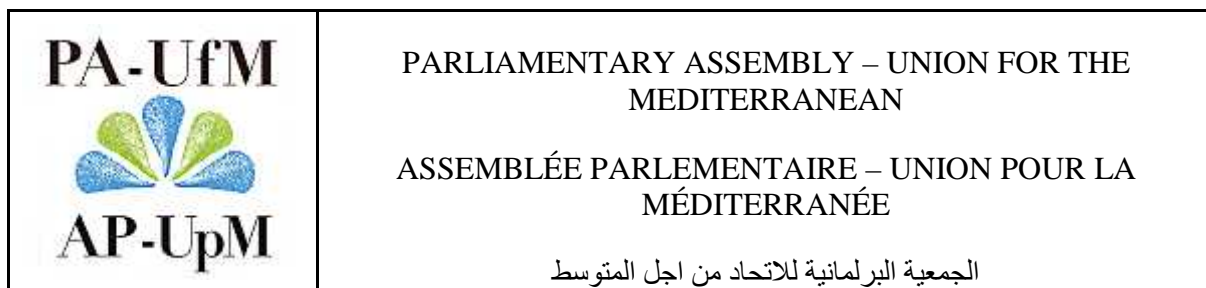 PA-UfM
AP-UpM
PARLIAMENTARY ASSEMBLY – UNION FOR THE
MEDITERRANEAN
ASSEMBLÉE PARLEMENTAIRE – UNION POUR LA
MÉDITERRANÉE
الجمعية البرلمانية للاتحاد من اجل المتوسط